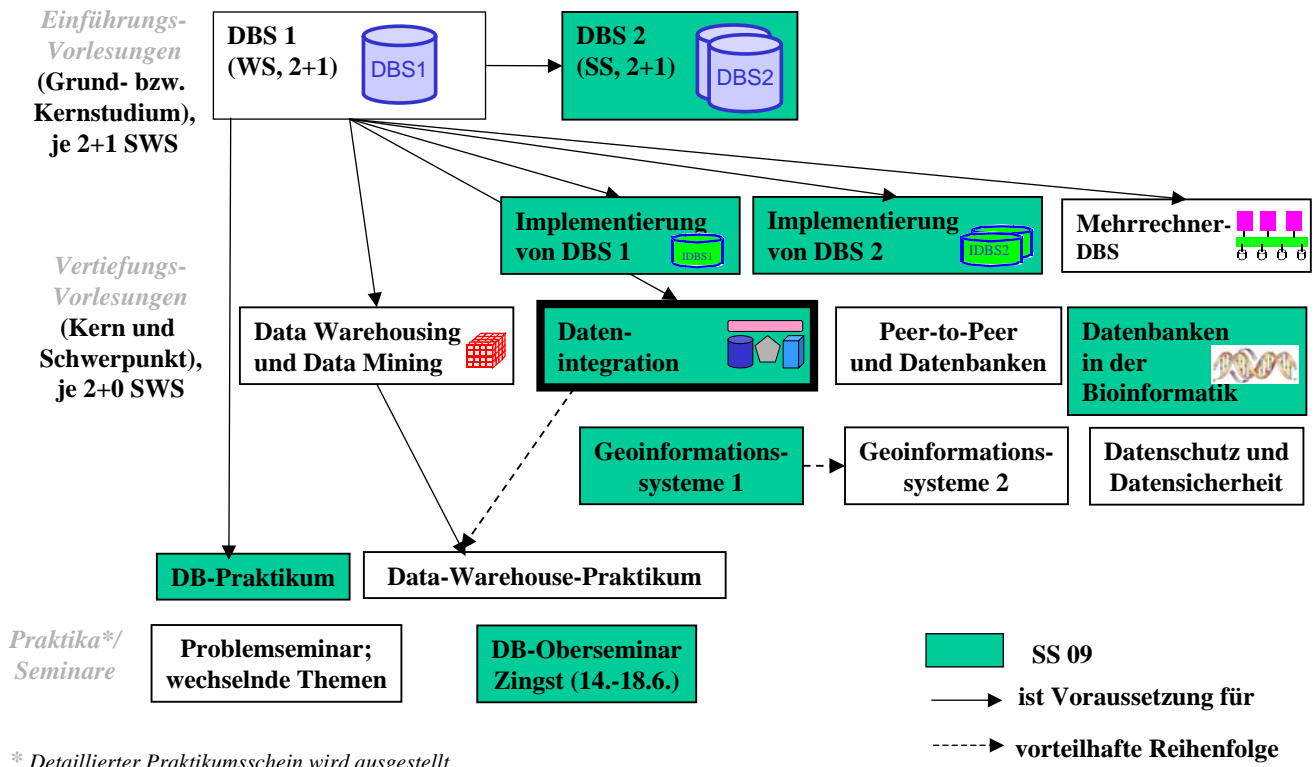 Einführungs-
Vorlesungen
(Grund- bzw.
Kernstudium),
je 2+1 SWS
DBS 1
(WS, 2+1)
DBS1
DBS 2
(SS, 2+1)
DBS2
Implementierung
von DBS 1
IDBS1
Implementierung
von DBS 2
IDBS2
Mehrrechner-
DBS
Vertiefungs-
Vorlesungen
(Kern und
Schwerpunkt),
je 2+0 SWS
Data Warehousing
und Data Mining
Daten-
integration
Peer-to-Peer
und Datenbanken
Datenbanken
in der
Bioinformatik
Geoinformations-
systeme 1
Geoinformations-
systeme 2
Datenschutz und
Datensicherheit
DB-Praktikum
Data-Warehouse-Praktikum
Praktika*/
Seminare
Problemseminar;
wechselnde Themen
DB-Oberseminar
Zingst (14.-18.6.)
SS 09
ist Voraussetzung für
vorteilhafte Reihenfolge
* Detaillierter Praktikumsschein wird ausgestellt